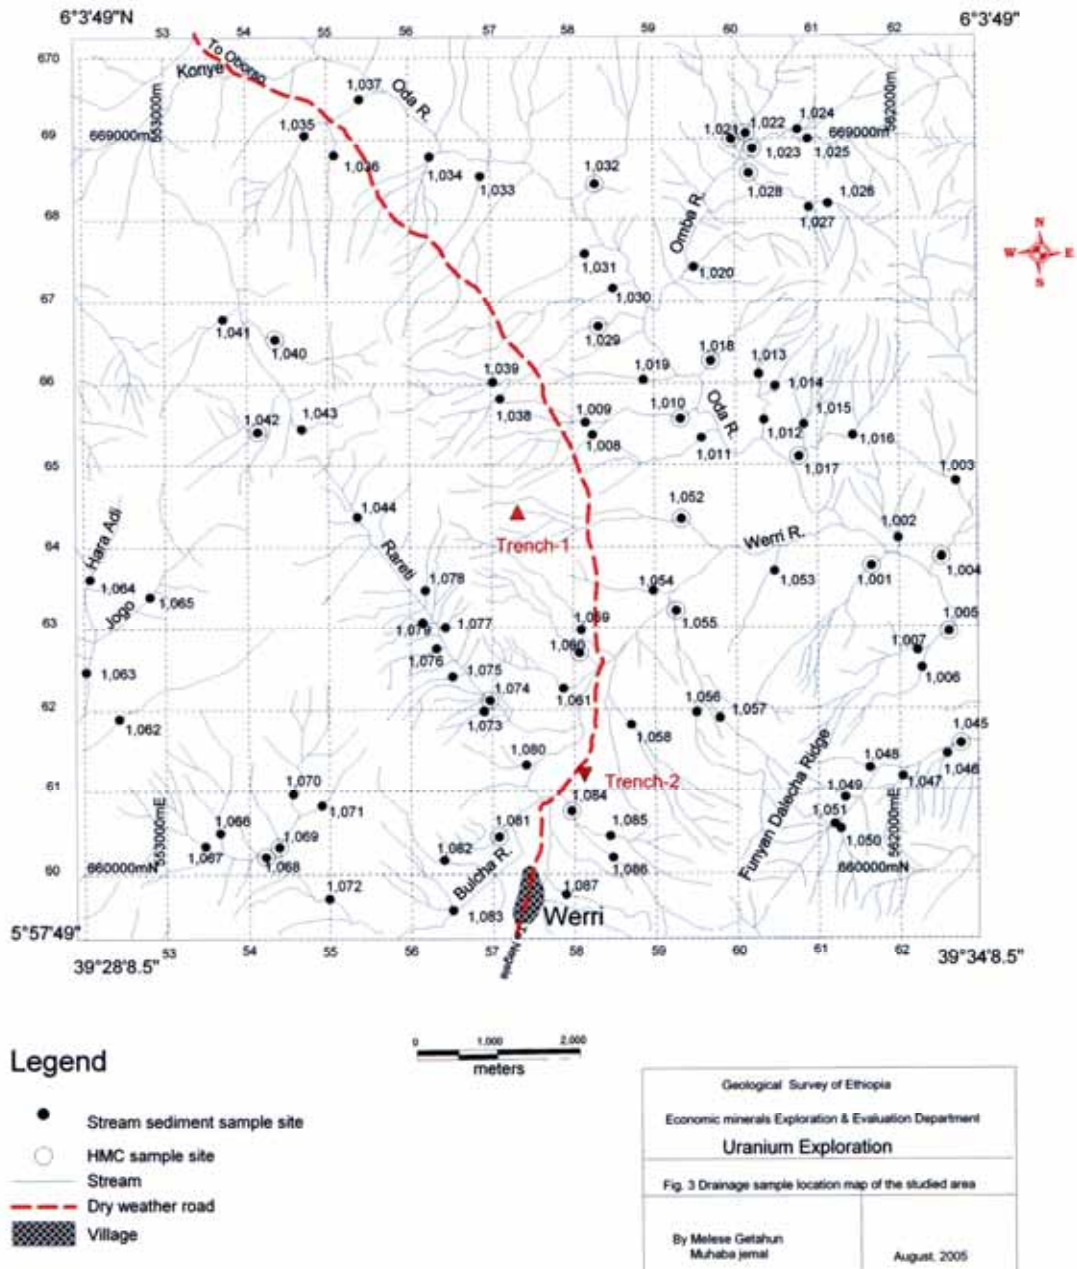 6°3'49"N
6°3'49"
53 54 55 56 57 58 59 60 61 62
To Obonso
Konye
670
1,037
Oda R.
553000m
562000m
669000m
1,035
1,036
1,034
1,033
1,032
1,021
1,022
1,024
669000m
69
1,023
1,025
1,028
1,026
1,027
68
Omba R.
1,031
1,020
1,030
N
W E
S
67
1,041
1,040
1,029
1,018
1,013
1,039
1,019
1,014
66
1,038
1,009
1,010
Oda R.
1,015
1,042
1,043
1,008
1,011
1,012
1,016
65
1,017
1,003
1,044
1,052
1,002
Trench-1
Werri R.
64
Hara Adi
Rareti
1,078
1,054
1,053
1,001
1,004
1,064
1,065
Jogo
1,055
1,005
63
1,079
1,077
1,059
1,060
1,007
1,076
1,075
1,006
1,063
1,074
1,061
1,056
1,057
62
1,062
1,073
1,058
1,045
1,080
Funyan Dalecha Ridge
1,048
1,046
1,047
Trench-2
61
1,070
1,071
1,084
1,049
553000mE
562000mE
1,066
1,081
1,085
1,051
1,050
1,067
1,069
1,068
1,082
1,086
660000mN
660000mN
60
Bulcha R.
1,072
1,083
1,087
Werri
5°57'49"
53 54 55 56 57 58 59 60 61 62
39°28'8.5"
39°34'8.5"
0 1,000 2,000
meters
Legend
Stream sediment sample site
HMC sample site
Stream
Dry weather road
Village
Geological Survey of Ethiopia
Economic minerals Exploration & Evaluation Department
Uranium Exploration
Fig. 3 Drainage sample location map of the studied area
By Melese Getahun
Muhaba jemal
August, 2005